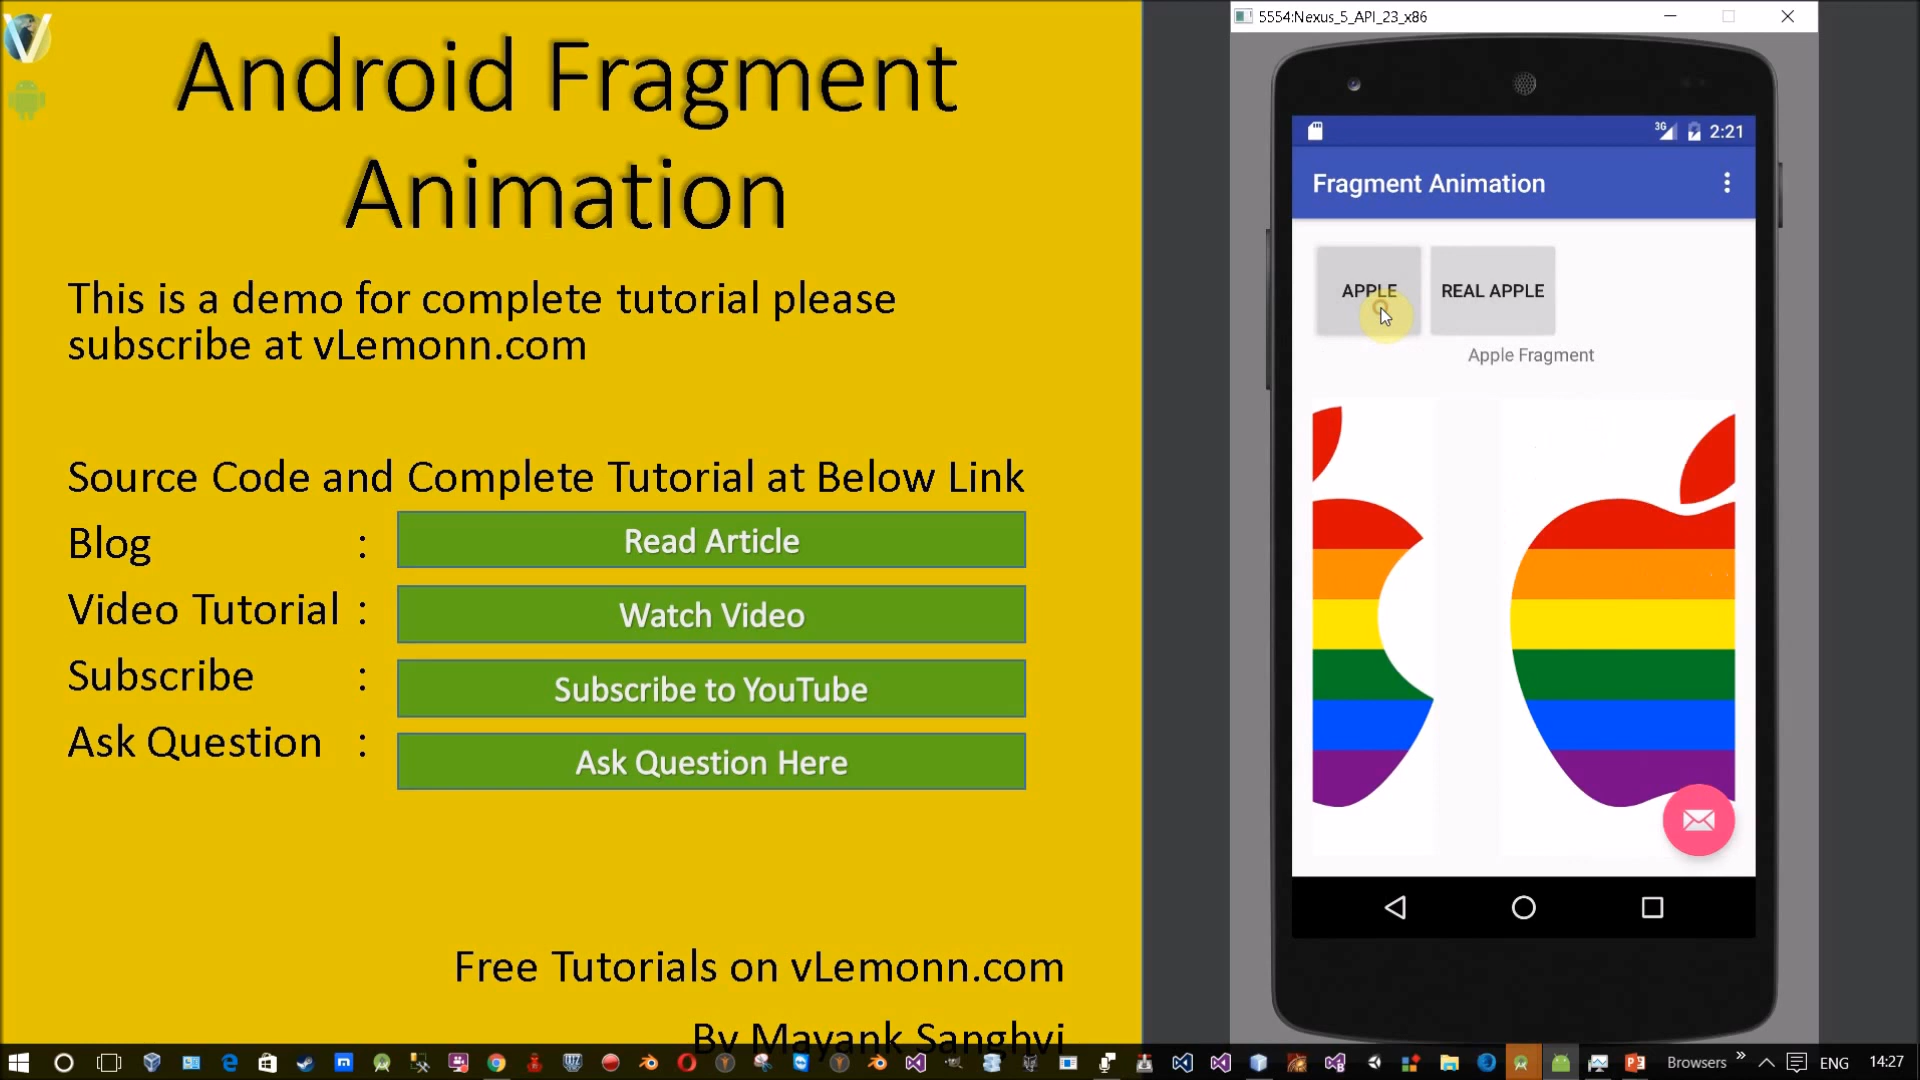 Android Fragment
Animation
This is a demo for complete tutorial please
subscribe at vLemonn.com
Source Code and Complete Tutorial at Below Link
Blog : Read Article
Video Tutorial : Watch Video
Subscribe : Subscribe to YouTube
Ask Question : Ask Question Here
Free Tutorials on vLemonn.com
By Mayank Sanghvi
5554:Nexus_5_API_23_x86
3G 2:21
Fragment Animation
APPLE REAL APPLE
Apple Fragment
Browsers » ENG 14:27